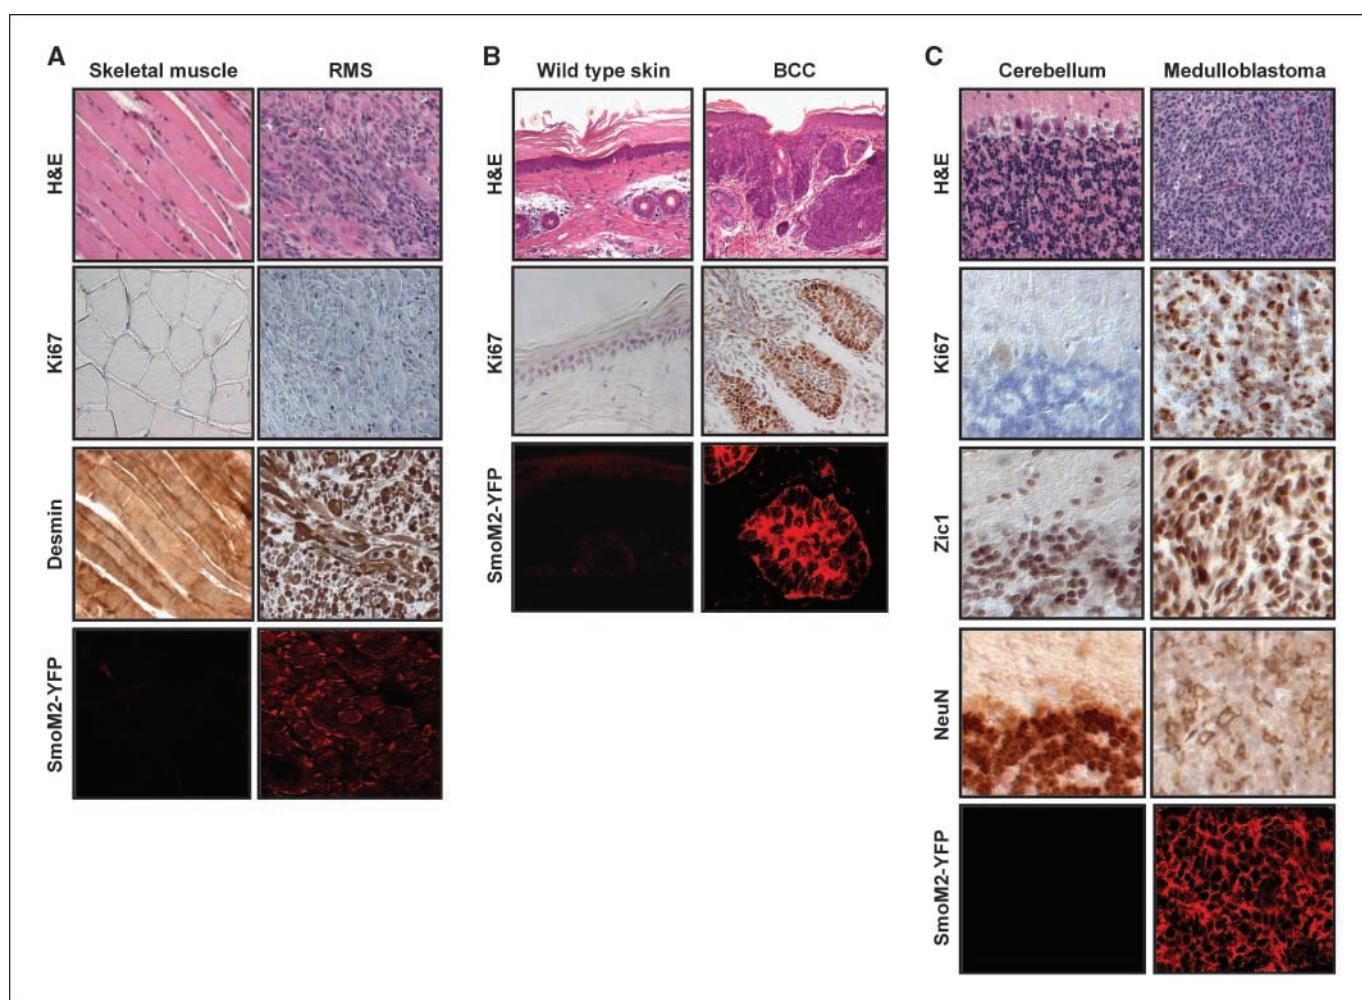 A
Skeletal muscle
RMS
H&E
Ki67
Desmin
SmoM2-YFP
B
Wild type skin
BCC
H&E
Ki67
SmoM2-YFP
C
Cerebellum
Medulloblastoma
H&E
Ki67
Zic1
NeuN
SmoM2-YFP